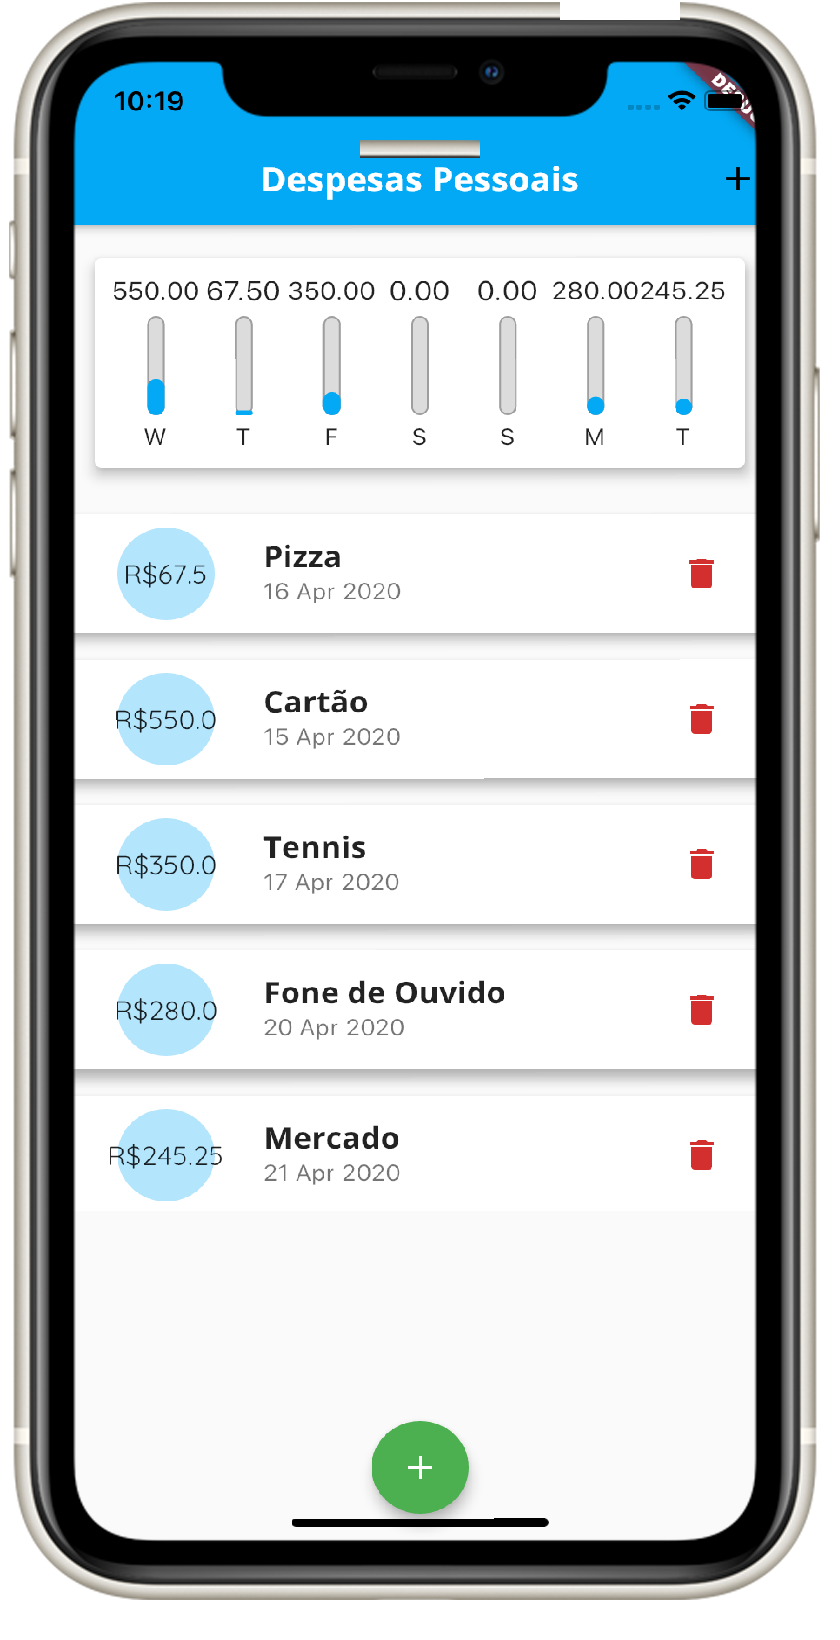 10:19
Despesas Pessoais +
550.00 67.50 350.00 0.00 0.00 280.00 245.25
W T F S S M T
Pizza
R$67.5
16 Apr 2020
Cartão
R$550.0
15 Apr 2020
Tennis
R$350.0
17 Apr 2020
Fone de Ouvido
R$280.0
20 Apr 2020
Mercado
R$245.25
21 Apr 2020
+